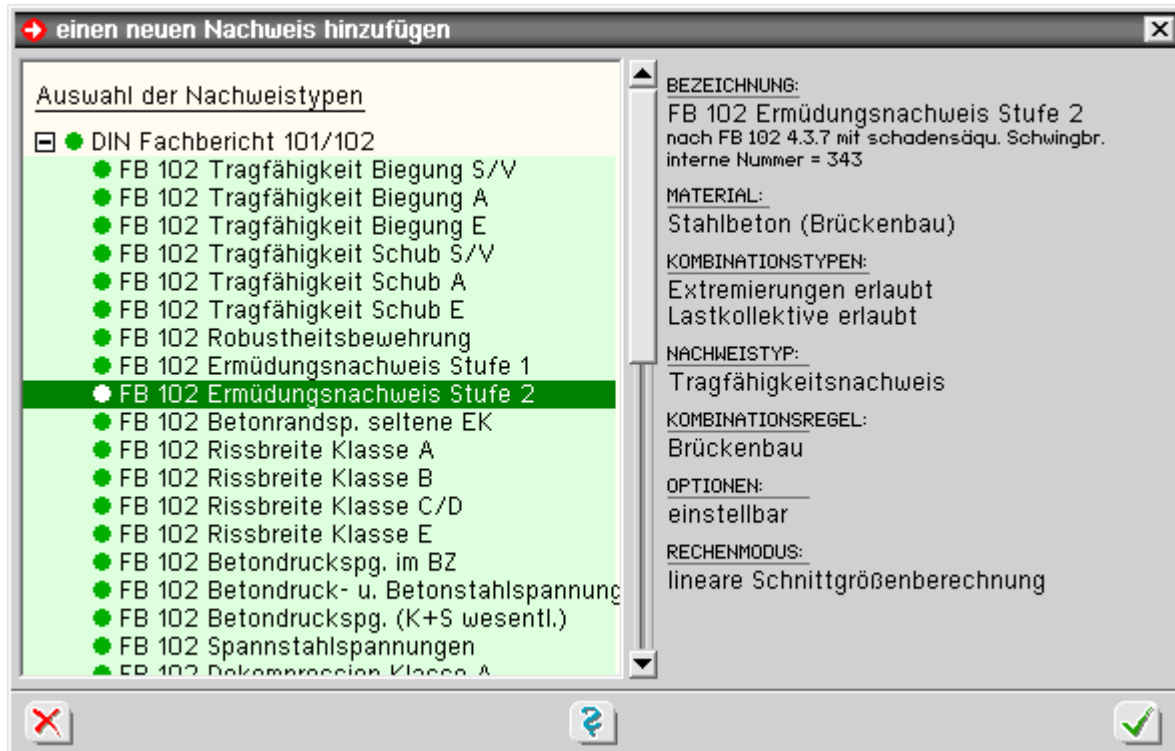 einen neuen Nachweis hinzufügen
Auswahl der Nachweistypen
DIN Fachbericht 101/102
FB 102 Tragfähigkeit Biegung S/V
FB 102 Tragfähigkeit Biegung A
FB 102 Tragfähigkeit Biegung E
FB 102 Tragfähigkeit Schub S/V
FB 102 Tragfähigkeit Schub A
FB 102 Tragfähigkeit Schub E
FB 102 Robustheitsbewehrung
FB 102 Ermüdungsnachweis Stufe 1
FB 102 Ermüdungsnachweis Stufe 2
FB 102 Betonrandsp. seltene EK
FB 102 Rissbreite Klasse A
FB 102 Rissbreite Klasse B
FB 102 Rissbreite Klasse C/D
FB 102 Rissbreite Klasse E
FB 102 Betondruckspg. im BZ
FB 102 Betondruck- u. Betonstahlspannung
FB 102 Betondruckspg. (K+S wesentl.)
FB 102 Spannstahlspannungen
FB 102 Dekompression Klasse A
BEZEICHNUNG:
FB 102 Ermüdungsnachweis Stufe 2
nach FB 102 4.3.7 mit schadensäqu. Schwingbr.
interne Nummer = 343
MATERIAL:
Stahlbeton (Brückenbau)
KOMBINATIONSTYPEN:
Extremierungen erlaubt
Lastkollektive erlaubt
NACHWEISTYP:
Tragfähigkeitsnachweis
KOMBINATIONSREGEL:
Brückenbau
OPTIONEN:
einstellbar
RECHENMODUS:
lineare Schnittgrößenberechnung